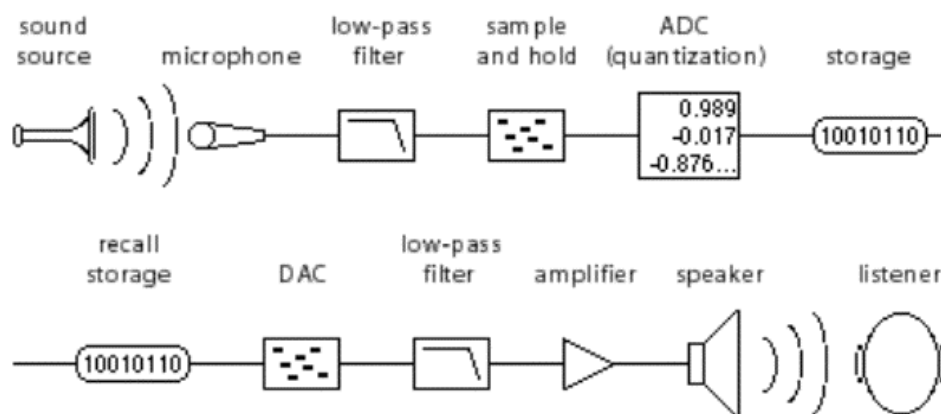 sound source
microphone
low-pass filter
sample and hold
ADC (quantization)
storage
0.989
-0.017
-0.876...
10010110
recall storage
DAC
low-pass filter
amplifier
speaker
listener
10010110